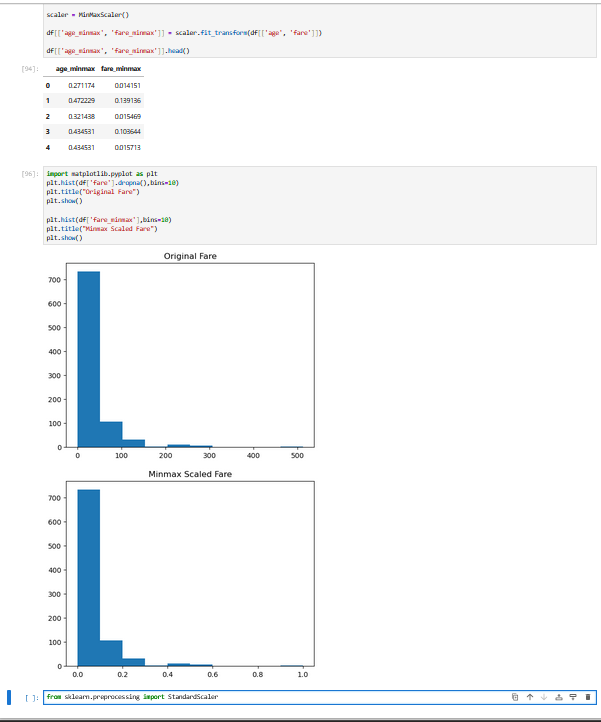 scaler = MinMaxScaler()
df[['age_minmax', 'fare_minmax']] = scaler.fit_transform(df[['age', 'fare']])
df[['age_minmax', 'fare_minmax']].head()
[94]:
age_minmax fare_minmax
0 0.271174 0.014151
1 0.472229 0.139136
2 0.321438 0.015469
3 0.434531 0.103644
4 0.434531 0.015713
[96]: import matplotlib.pyplot as plt
plt.hist(df['fare'].dropna(),bins=10)
plt.title("Original Fare")
plt.show()
plt.hist(df['fare_minmax'],bins=10)
plt.title("Minmax Scaled Fare")
plt.show()
Original Fare
700
600
500
400
300
200
100
0
0 100 200 300 400 500
Minmax Scaled Fare
700
600
500
400
300
200
100
0
0.0 0.2 0.4 0.6 0.8 1.0
[ ]: from sklearn.preprocessing import StandardScaler